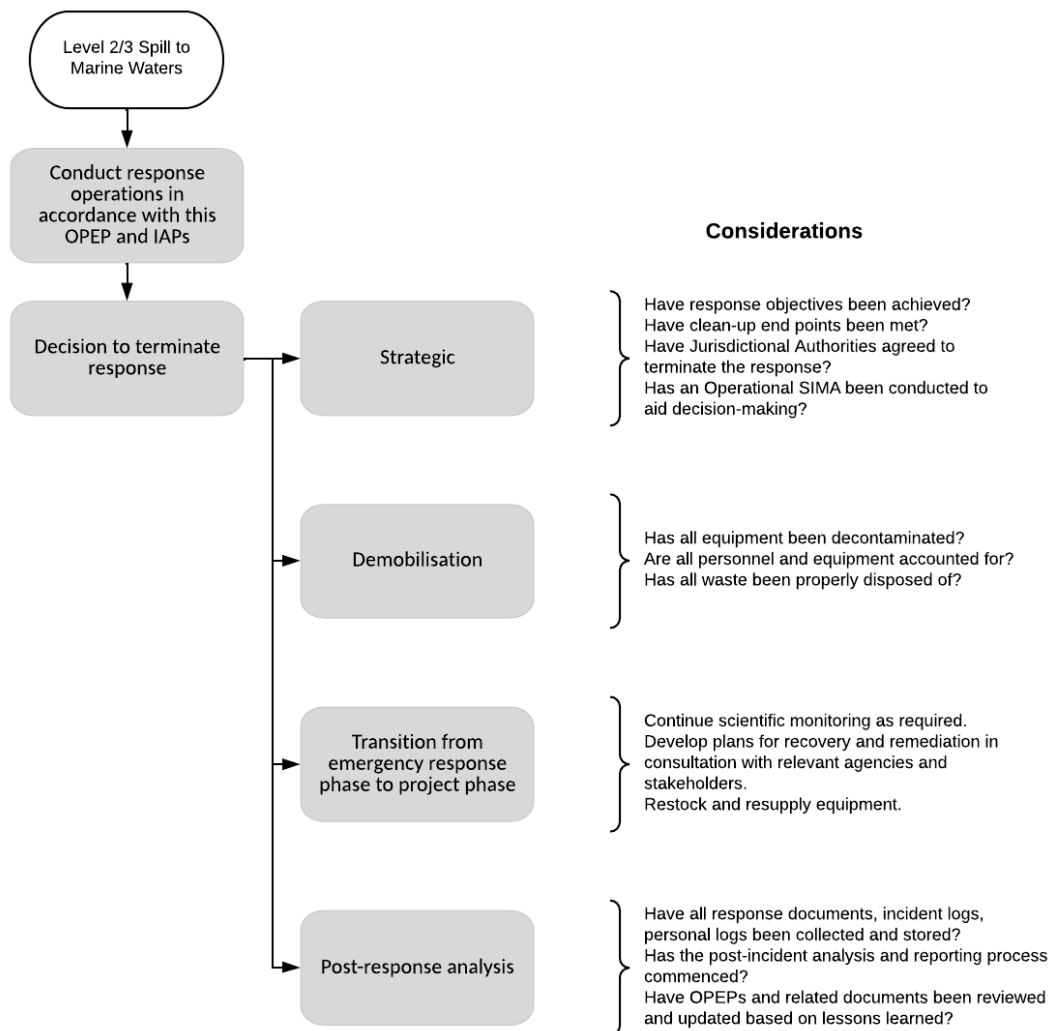 Level 2/3 Spill to
Marine Waters
Conduct response
operations in
accordance with this
OPEP and IAPs
Decision to terminate
response
Considerations
Strategic
Have response objectives been achieved?
Have clean-up end points been met?
Have Jurisdictional Authorities agreed to
terminate the response?
Has an Operational SIMA been conducted to
aid decision-making?
Demobilisation
Has all equipment been decontaminated?
Are all personnel and equipment accounted for?
Has all waste been properly disposed of?
Transition from
emergency response
phase to project phase
Continue scientific monitoring as required.
Develop plans for recovery and remediation in
consultation with relevant agencies and
stakeholders.
Restock and resupply equipment.
Post-response analysis
Have all response documents, incident logs,
personal logs been collected and stored?
Has the post-incident analysis and reporting process
commenced?
Have OPEPs and related documents been reviewed
and updated based on lessons learned?